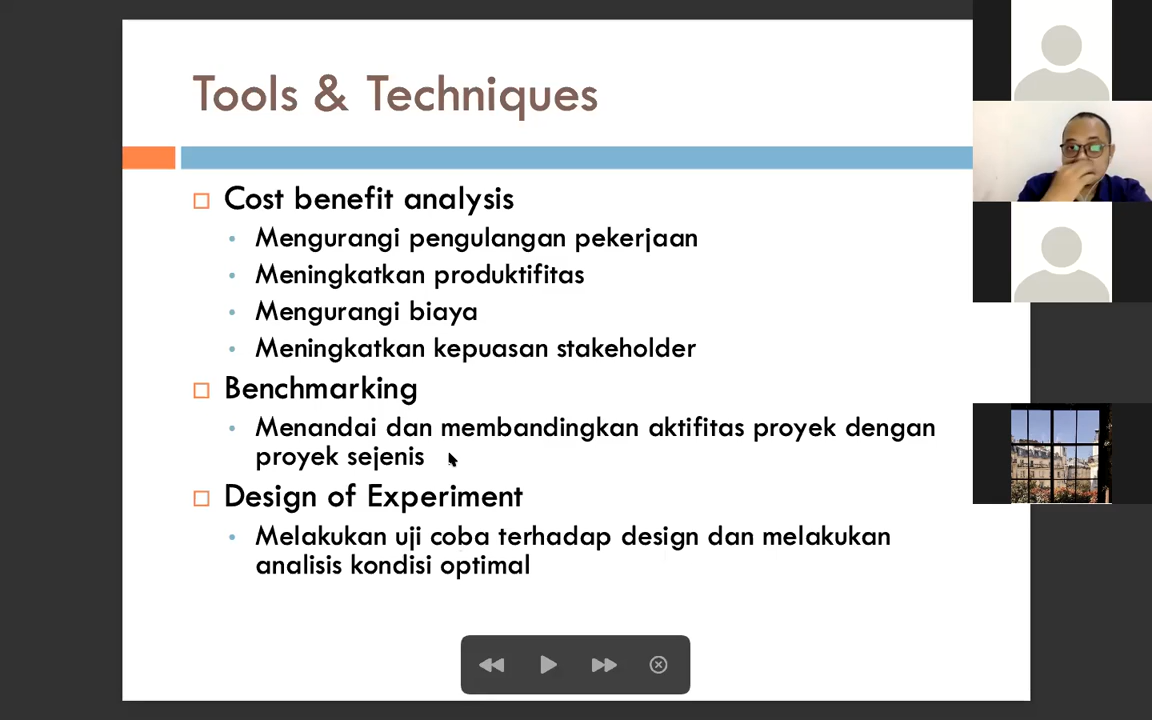 Tools & Techniques
Cost benefit analysis
Mengurangi pengulangan pekerjaan
Meningkatkan produktifitas
Mengurangi biaya
Meningkatkan kepuasan stakeholder
Benchmarking
Menandai dan membandingkan aktifitas proyek dengan
proyek sejenis
Design of Experiment
Melakukan uji coba terhadap design dan melakukan
analisis kondisi optimal